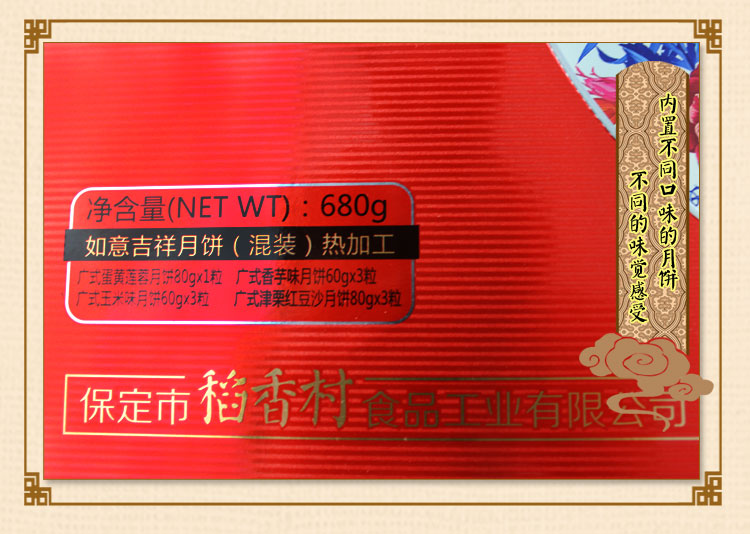 内置不同口味的月饼
不同的味觉感受
净含量(NET WT)：680g
如意吉祥月饼（混装）热加工
广式蛋黄莲蓉月饼80gx1粒 广式香芋味月饼60gx3粒
广式玉米味月饼60gx3粒 广式津栗红豆沙月饼80gx3粒
保定市稻香村食品工业有限公司